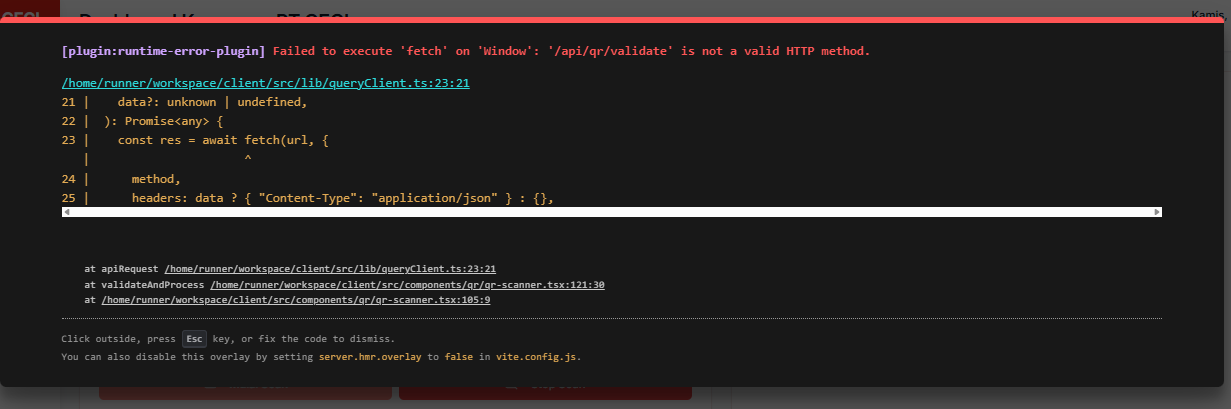 Kamis,
[plugin:runtime-error-plugin] Failed to execute 'fetch' on 'Window': '/api/qr/validate' is not a valid HTTP method.
/home/runner/workspace/client/src/lib/queryClient.ts:23:21
21 |    data?: unknown | undefined,
22 |  ): Promise<any> {
23 |    const res = await fetch(url, {
   |                      ^
24 |      method,
25 |      headers: data ? { "Content-Type": "application/json" } : {},
at apiRequest /home/runner/workspace/client/src/lib/queryClient.ts:23:21
at validateAndProcess /home/runner/workspace/client/src/components/qr/qr-scanner.tsx:121:30
at /home/runner/workspace/client/src/components/qr/qr-scanner.tsx:105:9
Click outside, press Esc key, or fix the code to dismiss.
You can also disable this overlay by setting server.hmr.overlay to false in vite.config.js.